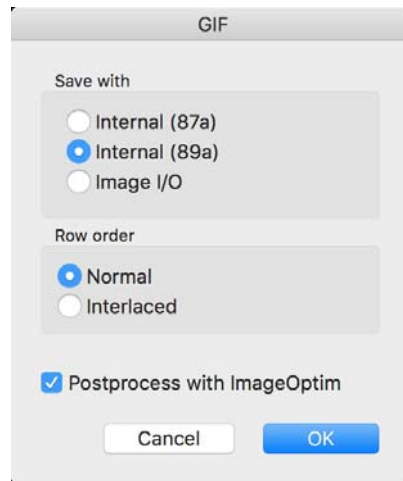 GIF
Save with
Internal (87a)
Internal (89a)
Image I/O
Row order
Normal
Interlaced
Postprocess with ImageOptim
Cancel OK